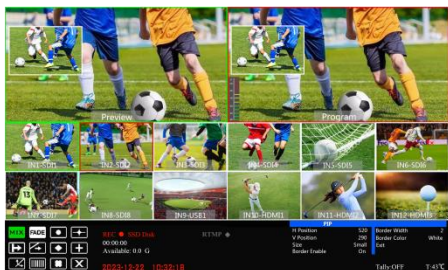 Preview
Program
IN1-SDI1
IN2-SDI2
IN3-SDI3
IN4-SDI4
IN5-SDI5
IN6-SDI6
IN7-SDI7
IN8-SDI8
IN9-USB1
IN10-HDMI1
IN11-HDMI2
IN12-HDMI3
MIX
FADE
REC
SSD Disk
RTMP
00:00:00
Available: 0.0 G
2023-12-22 10:32:18
PIP
H Position 520
V Position 290
Size Small
Border Enable On
Border Width 2
Border Color White
Exit
Tally:OFF
T:43℃